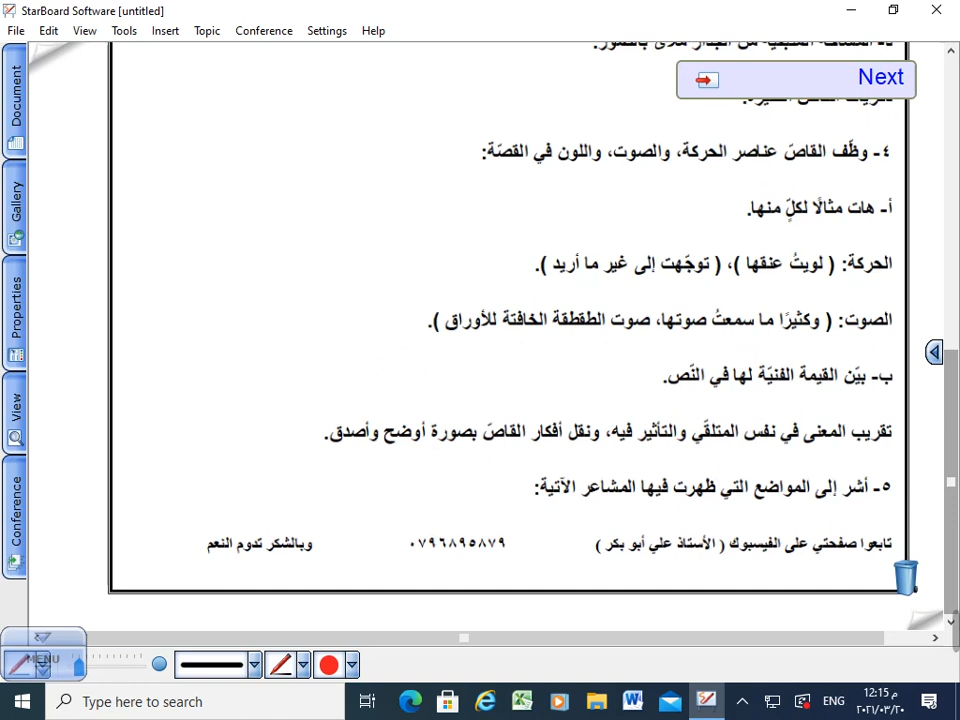 StarBoard Software [untitled]
File Edit View Tools Insert Topic Conference Settings Help
Document
Gallery
Properties
View
Conference
Next
٤- وظّف القاصّ عناصر الحركة، والصوت، واللون في القصّة:
أ- هات مثالًا لكلٍّ منها.
الحركة: ( لويتُ عنقها )، ( توجّهت إلى غير ما أريد ).
الصوت: ( وكثيرًا ما سمعتُ صوتها، صوت الطقطقة الخافتة للأوراق ).
ب- بيّن القيمة الفنيّة لها في النّص.
تقريب المعنى في نفس المتلقّي والتأثير فيه، ونقل أفكار القاصّ بصورة أوضح وأصدق.
٥- أشر إلى المواضع التي ظهرت فيها المشاعر الآتية:
تابعوا صفحتي على الفيسبوك ( الأستاذ علي أبو بكر ) ٠٧٩٦٨٩٥٨٧٩ وبالشكر تدوم النعم
MENU
Type here to search
ENG
12:15 م
٢٠٢١/٠٣/٢٠